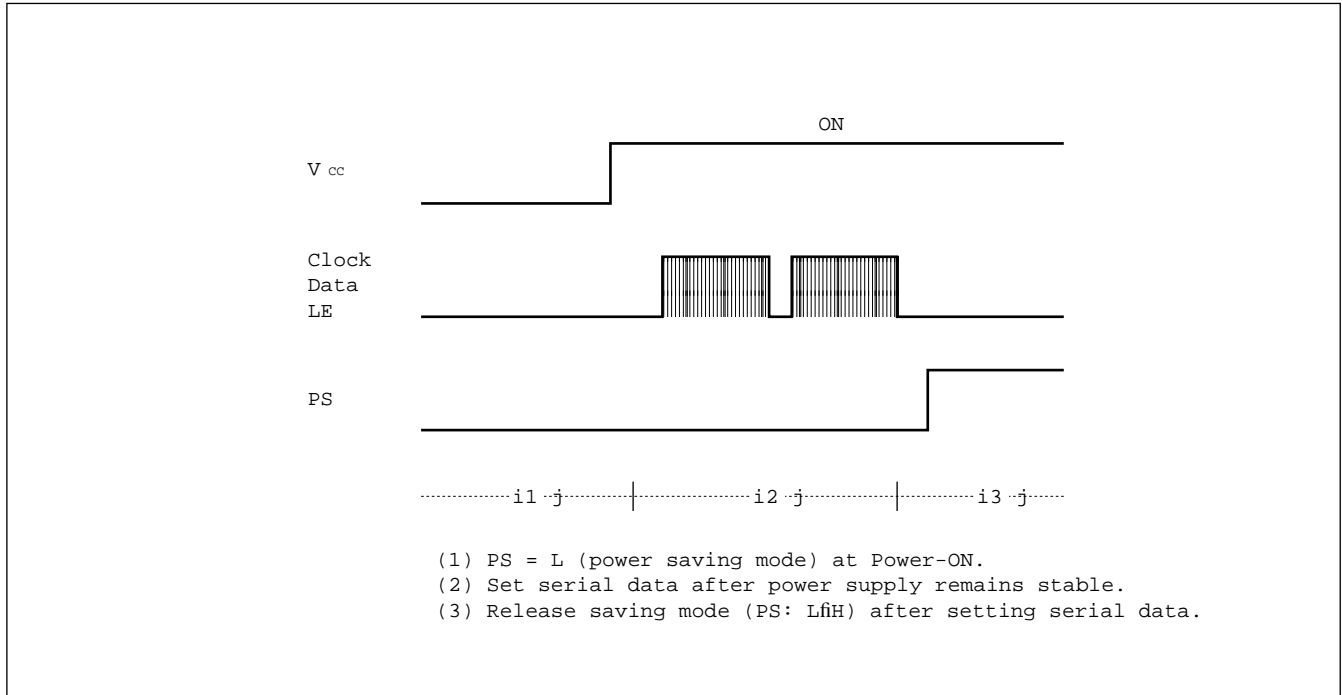 ON
V cc
Clock
Data
LE
PS
i1 j i2 j i3 j
(1) PS = L (power saving mode) at Power-ON.
(2) Set serial data after power supply remains stable.
(3) Release saving mode (PS: LﬁH) after setting serial data.